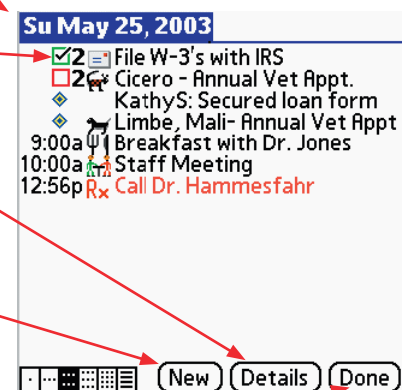 Su May 25, 2003
2 File W-3's with IRS
2 Cicero - Annual Vet Appt.
KathyS: Secured loan form
Limbe, Mali- Annual Vet Appt
9:00a Breakfast with Dr. Jones
10:00a Staff Meeting
12:56p Rx Call Dr. Hammesfahr
New Details Done